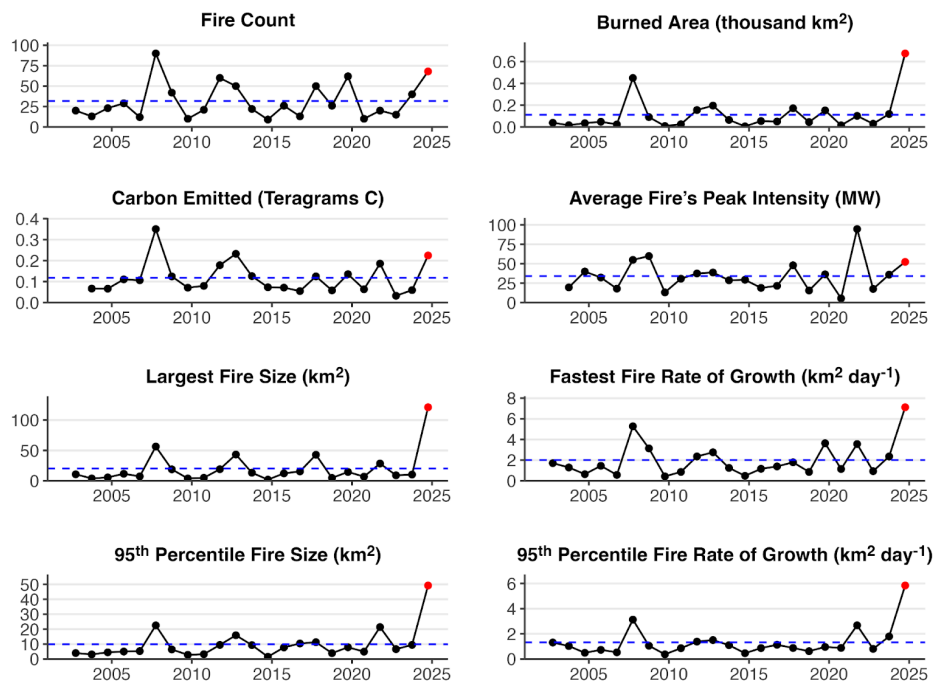 Fire Count
100
75
50
25
0
2005 2010 2015 2020 2025
Burned Area (thousand km²)
0.6
0.4
0.2
0.0
2005 2010 2015 2020 2025
Carbon Emitted (Teragrams C)
0.4
0.3
0.2
0.1
0.0
2005 2010 2015 2020 2025
Average Fire's Peak Intensity (MW)
100
75
50
25
0
2005 2010 2015 2020 2025
Largest Fire Size (km²)
100
50
0
2005 2010 2015 2020 2025
Fastest Fire Rate of Growth (km² day⁻¹)
8
6
4
2
0
2005 2010 2015 2020 2025
95ᵗʰ Percentile Fire Size (km²)
50
40
30
20
10
0
2005 2010 2015 2020 2025
95ᵗʰ Percentile Fire Rate of Growth (km² day⁻¹)
6
4
2
0
2005 2010 2015 2020 2025